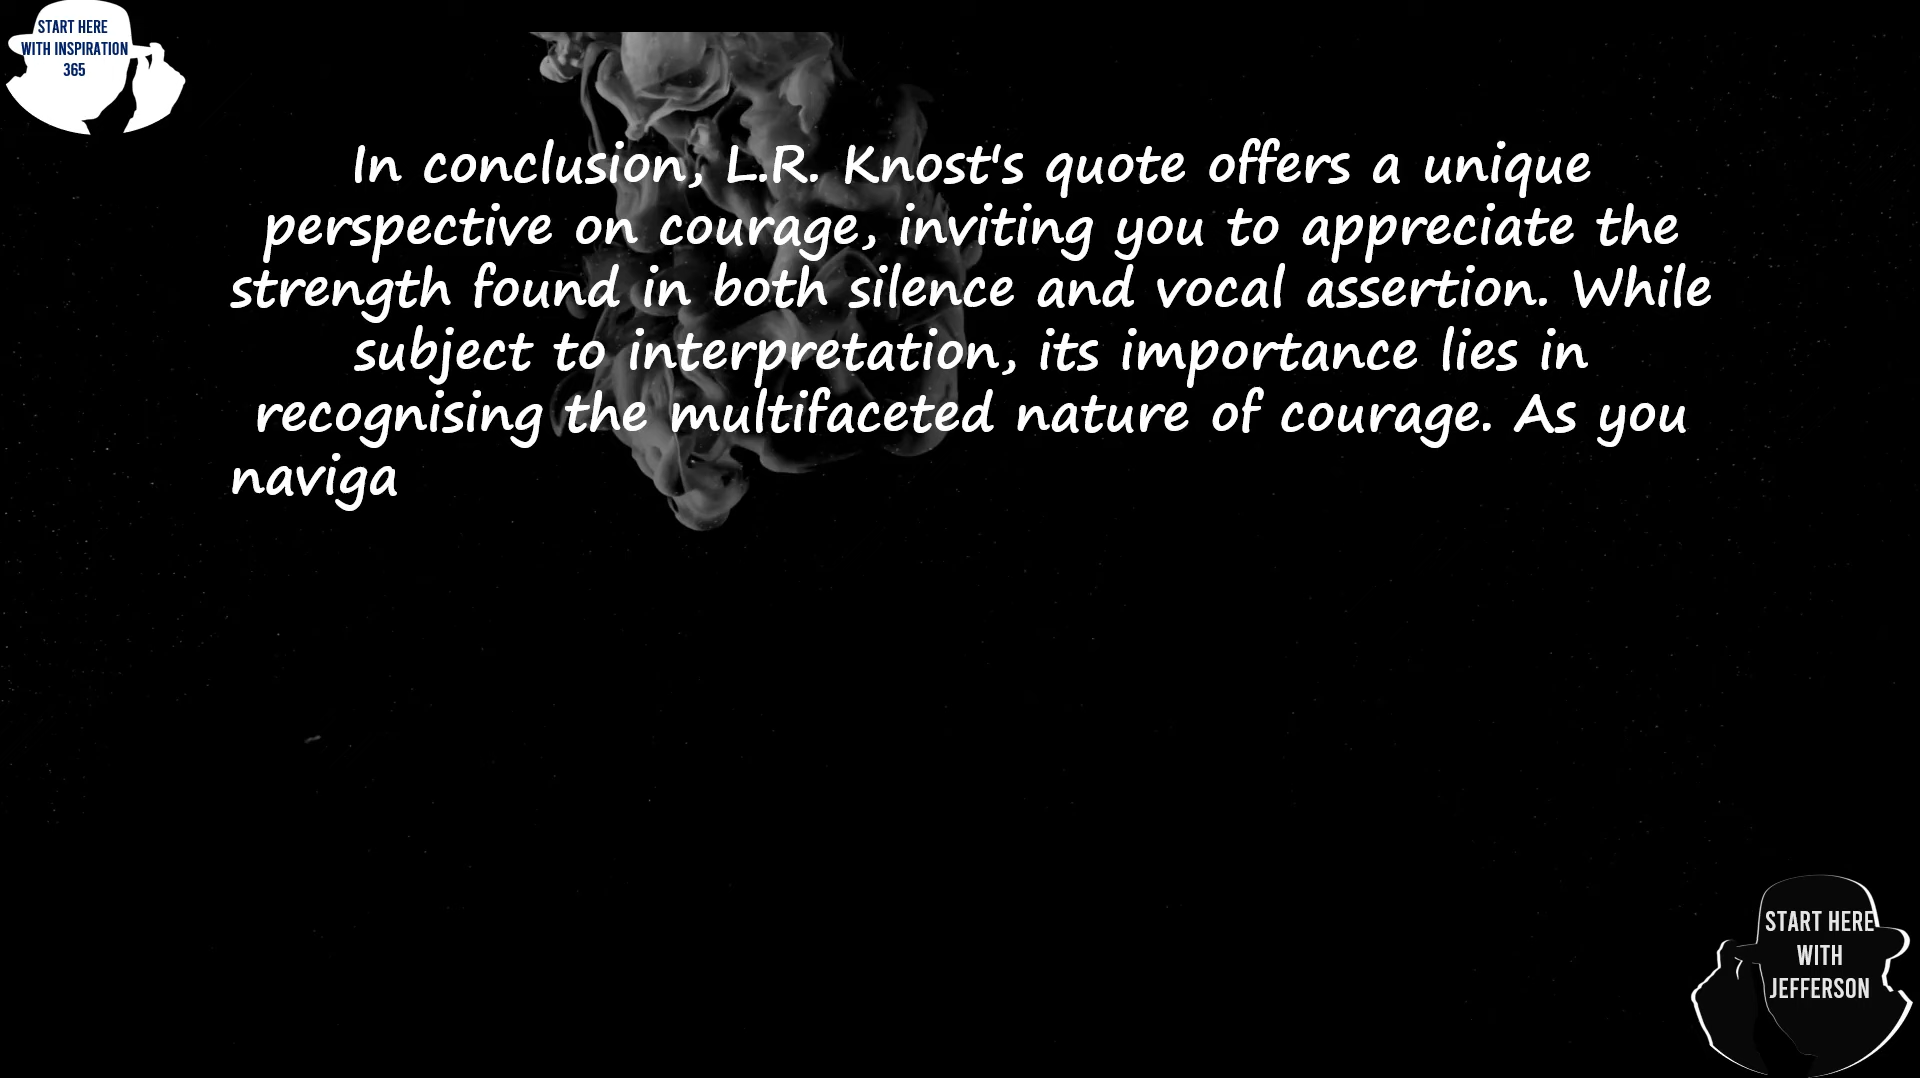 START HERE
WITH INSPIRATION
365
In conclusion, L.R. Knost's quote offers a unique
perspective on courage, inviting you to appreciate the
strength found in both silence and vocal assertion. While
subject to interpretation, its importance lies in
recognising the multifaceted nature of courage. As you
naviga
START HERE
WITH
JEFFERSON